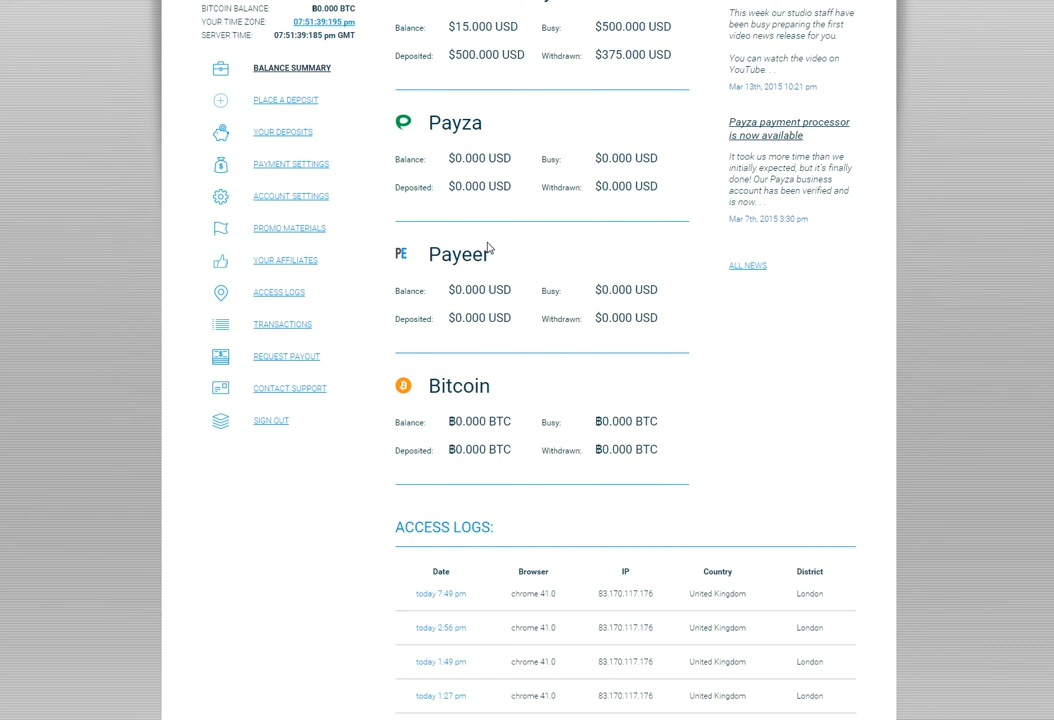 BITCOIN BALANCE: Ƀ0.000 BTC
YOUR TIME ZONE: 07:51:39:195 pm
SERVER TIME: 07:51:39:185 pm GMT
BALANCE SUMMARY
PLACE A DEPOSIT
YOUR DEPOSITS
PAYMENT SETTINGS
ACCOUNT SETTINGS
PROMO MATERIALS
YOUR AFFILIATES
ACCESS LOGS
TRANSACTIONS
REQUEST PAYOUT
CONTACT SUPPORT
SIGN OUT
Balance: $15.000 USD Busy: $500.000 USD
Deposited: $500.000 USD Withdrawn: $375.000 USD
Payza
Balance: $0.000 USD Busy: $0.000 USD
Deposited: $0.000 USD Withdrawn: $0.000 USD
PE Payeer
Balance: $0.000 USD Busy: $0.000 USD
Deposited: $0.000 USD Withdrawn: $0.000 USD
Bitcoin
Balance: Ƀ0.000 BTC Busy: Ƀ0.000 BTC
Deposited: Ƀ0.000 BTC Withdrawn: Ƀ0.000 BTC
ACCESS LOGS:
Date Browser IP Country District
today 7:49 pm chrome 41.0 83.170.117.176 United Kingdom London
today 2:56 pm chrome 41.0 83.170.117.176 United Kingdom London
today 1:49 pm chrome 41.0 83.170.117.176 United Kingdom London
today 1:27 pm chrome 41.0 83.170.117.176 United Kingdom London
This week our studio staff have
been busy preparing the first
video news release for you.
You can watch the video on
YouTube. . .
Mar 13th, 2015 10:21 pm
Payza payment processor
is now available
It took us more time than we
initially expected, but it's finally
done! Our Payza business
account has been verified and
is now. . .
Mar 7th, 2015 3:30 pm
ALL NEWS